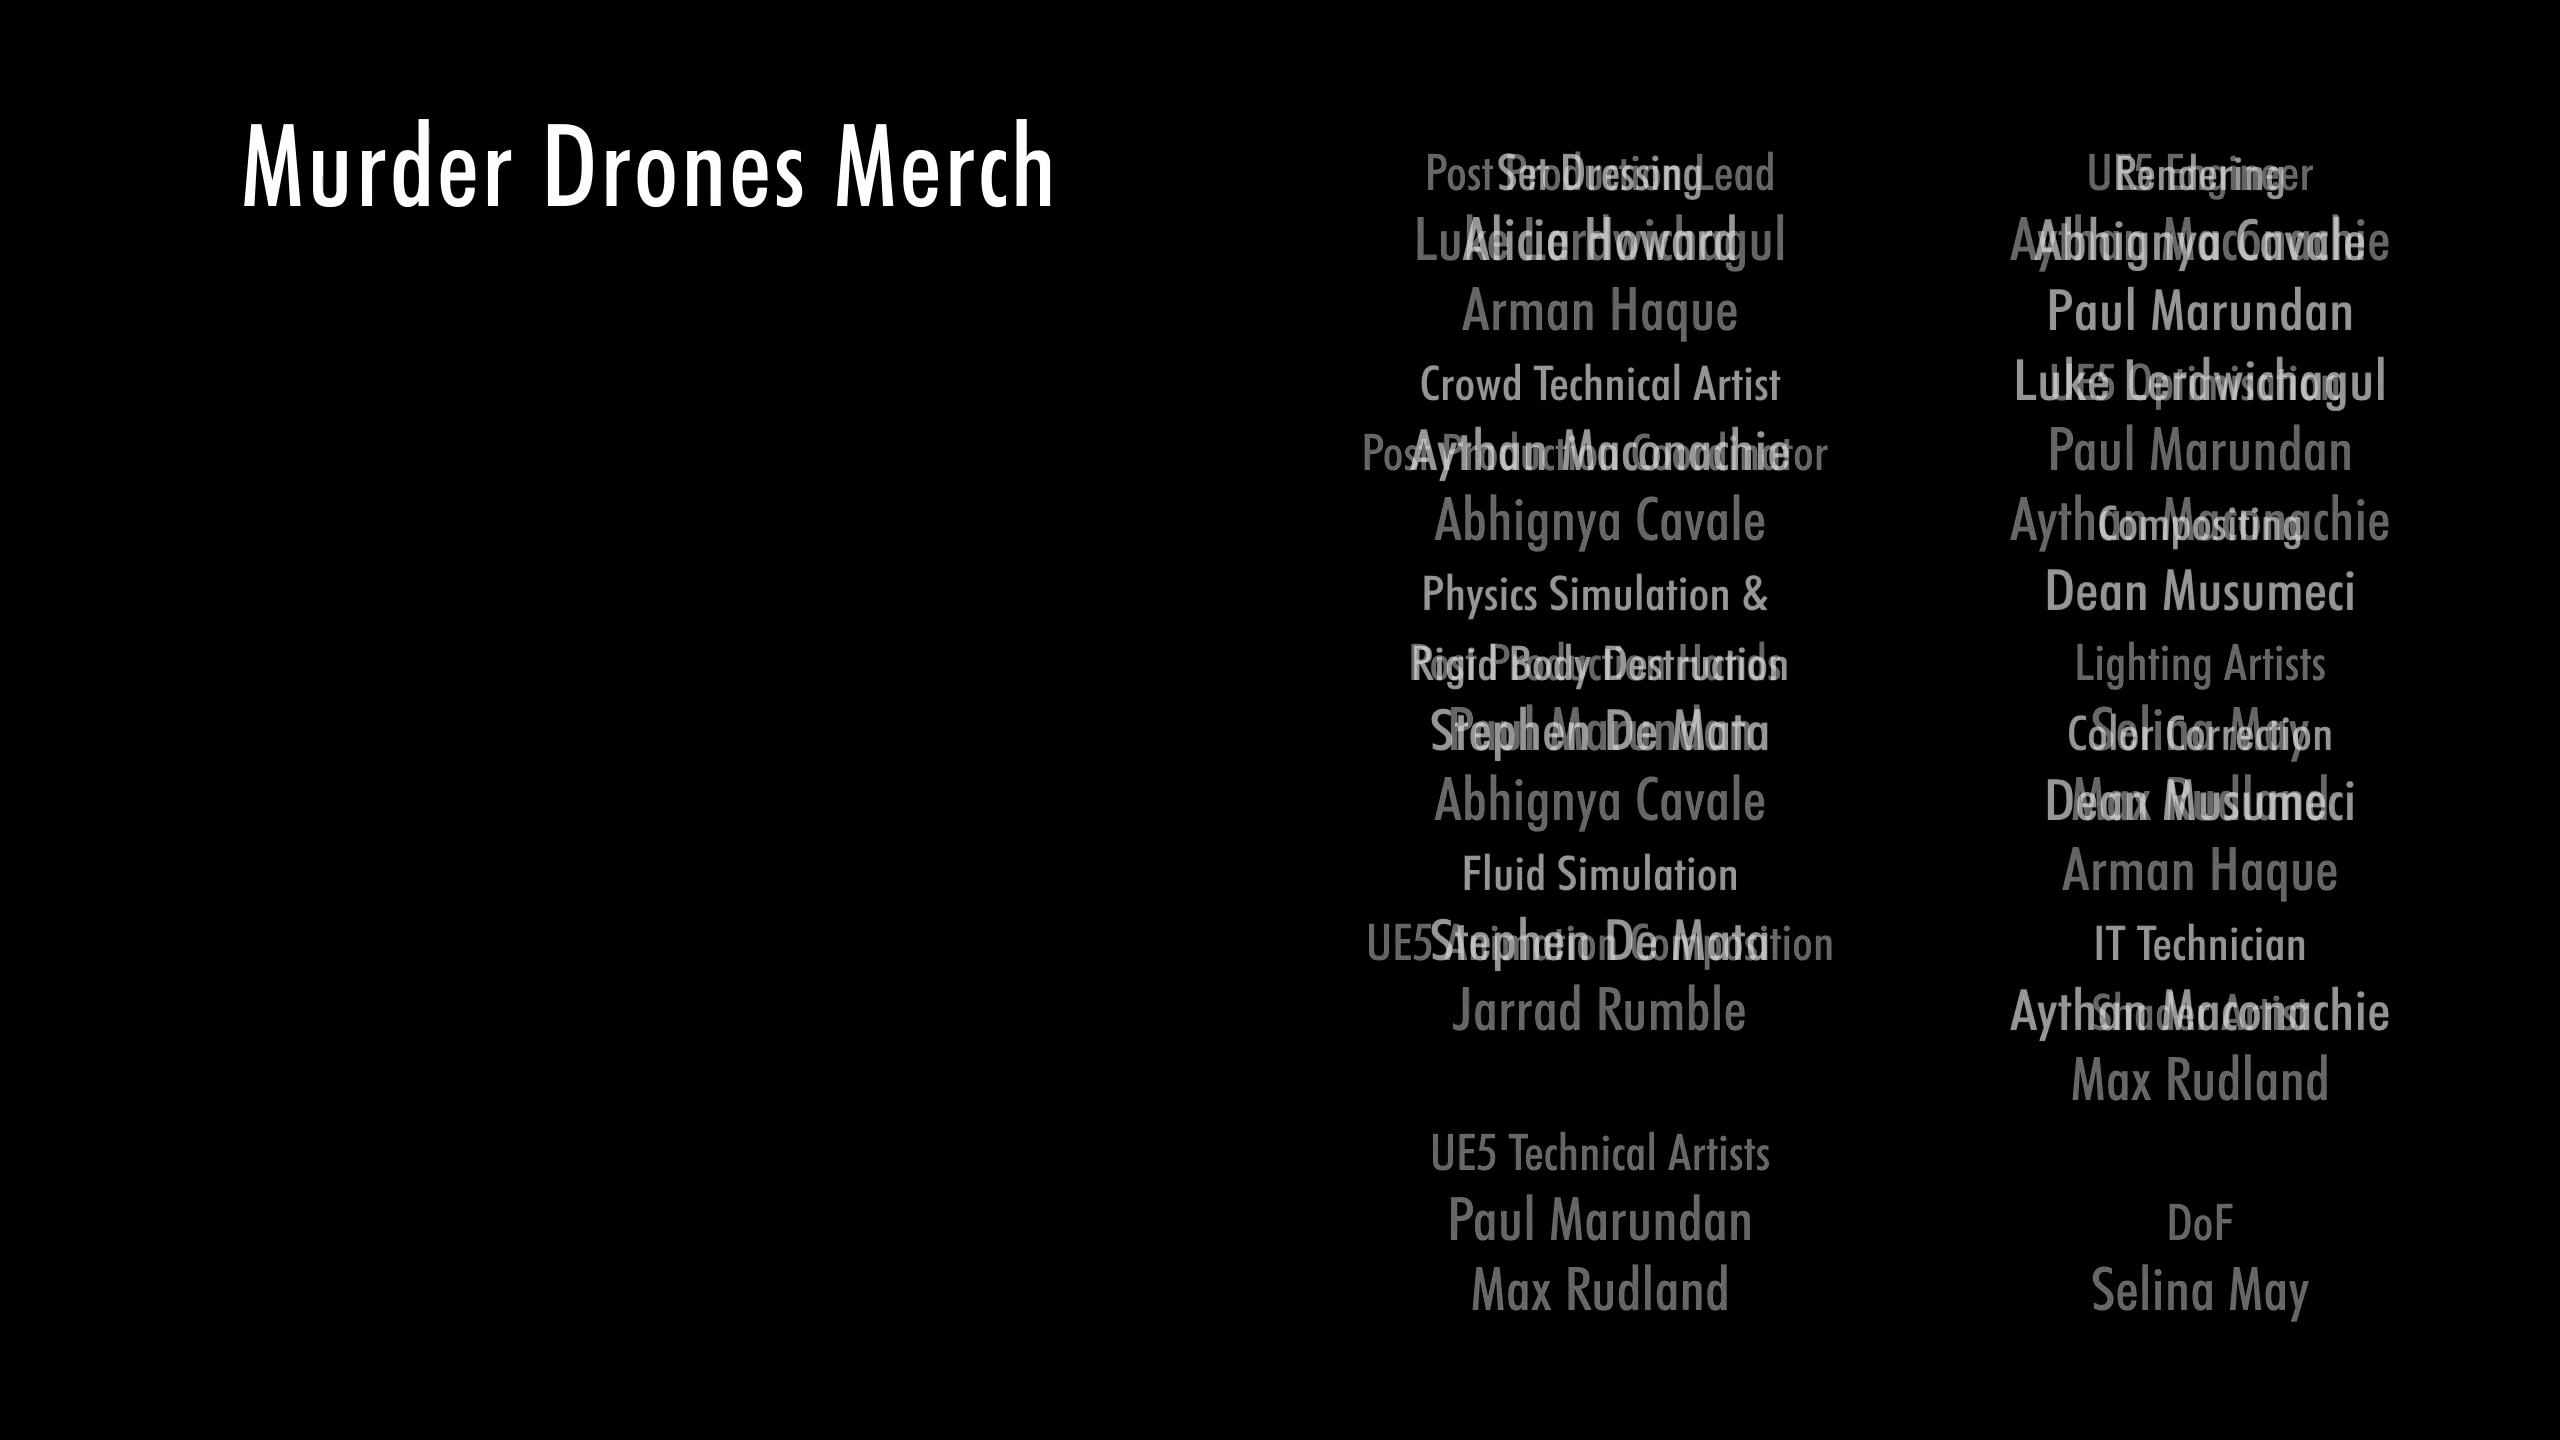 Murder Drones Merch
Post Production Lead
Luke Lerdwichagul
Arman Haque
Post Production Coordinator
Abhignya Cavale
Post Production Hands
Paul Marundan
Abhignya Cavale
UE5 Animation Composition
Jarrad Rumble
UE5 Technical Artists
Paul Marundan
Max Rudland
Set Dressing
Alicie Howard
Crowd Technical Artist
Aythan Maconachie
Physics Simulation &
Rigid Body Destruction
Stephen De Mata
Fluid Simulation
Stephen De Mata
UE5 Engineer
Aythan Maconachie
UE5 Optimisation
Paul Marundan
Aythan Maconachie
Lighting Artists
Selina May
Max Rudland
Arman Haque
Shader Artist
Max Rudland
DoF
Selina May
Rendering
Abhignya Cavale
Paul Marundan
Luke Lerdwichagul
Compositing
Dean Musumeci
Color Correction
Dean Musumeci
IT Technician
Aythan Maconachie